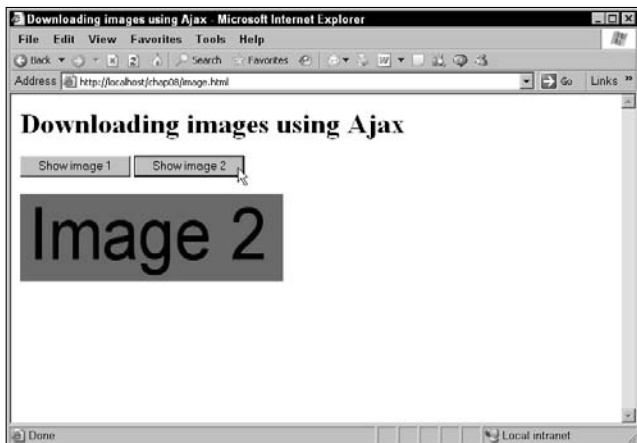 Downloading images using Ajax - Microsoft Internet Explorer
File Edit View Favorites Tools Help
Back Search Favorites
Address http://localhost/chap08/image.html Go Links »
Downloading images using Ajax
Show image 1 Show image 2
Image 2
Done Local intranet